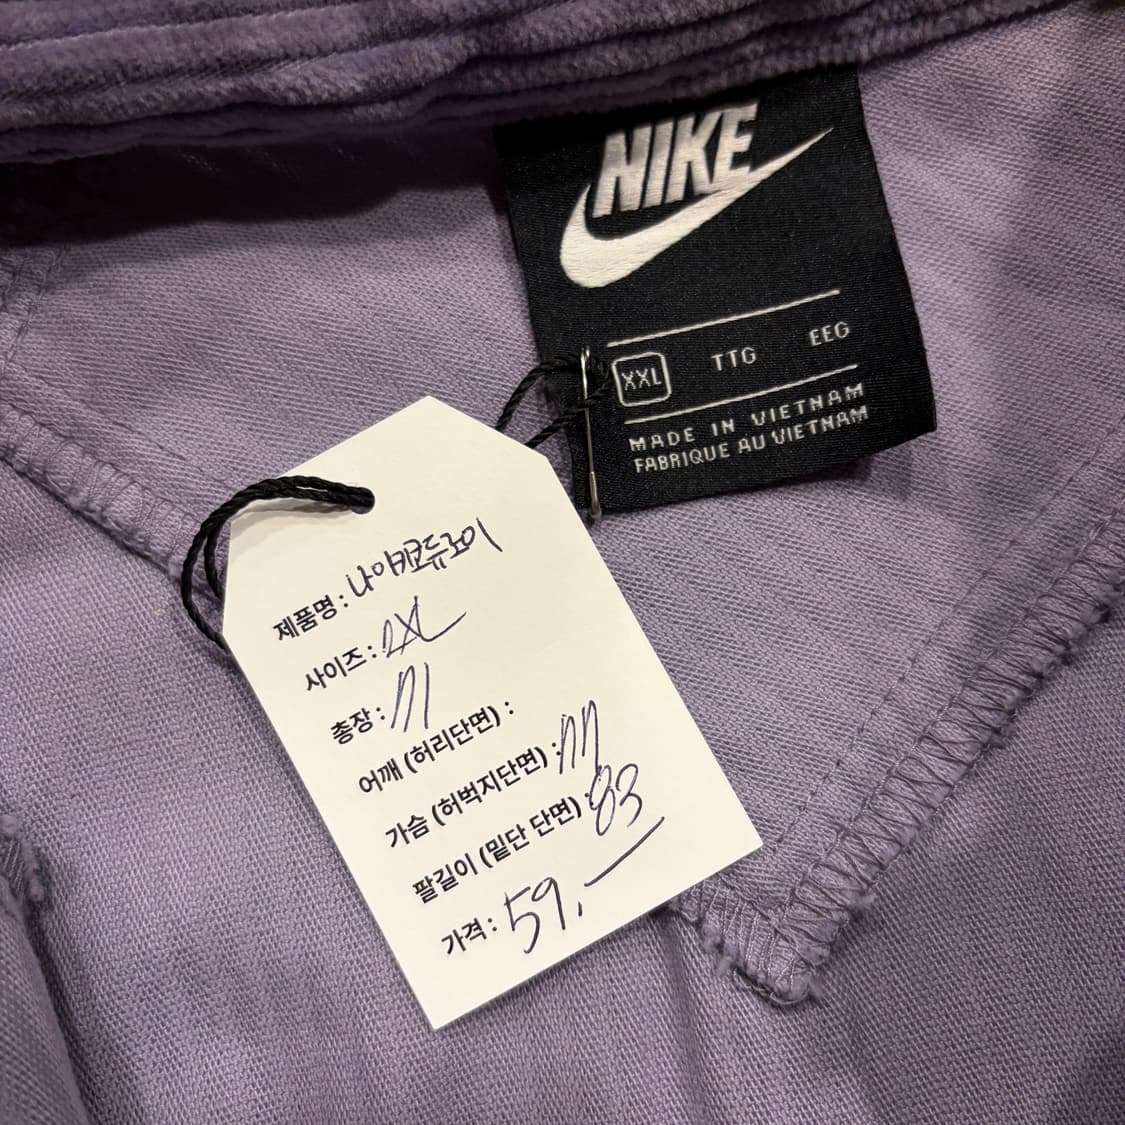 NIKE
XXL TTG EEG
MADE IN VIETNAM
FABRIQUE AU VIETNAM
제품명 : 나이키코듀로이
사이즈 : 2XL
총장 : 71
어깨 (허리단면) :
가슴 (허벅지단면) : 77
팔길이 (밑단 단면) : 83
가격 : 59,-